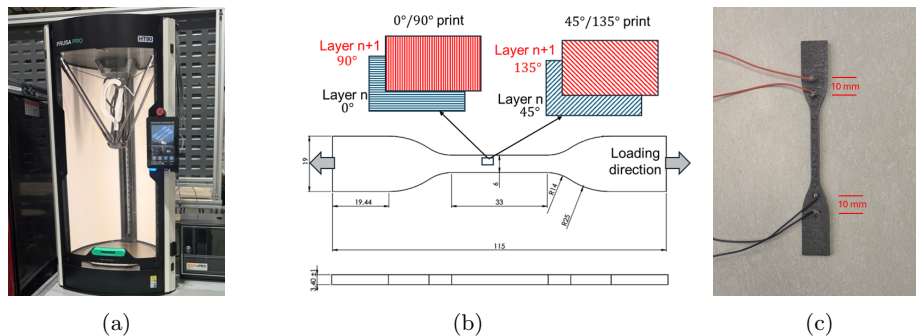 PRUSA PRO
HT90
0°/90° print
45°/135° print
Layer n+1
90°
Layer n
0°
Layer n+1
135°
Layer n
45°
Loading
direction
19
6
R14
R25
19.44
33
115
3,40 ±1
10 mm
10 mm
(a)
(b)
(c)